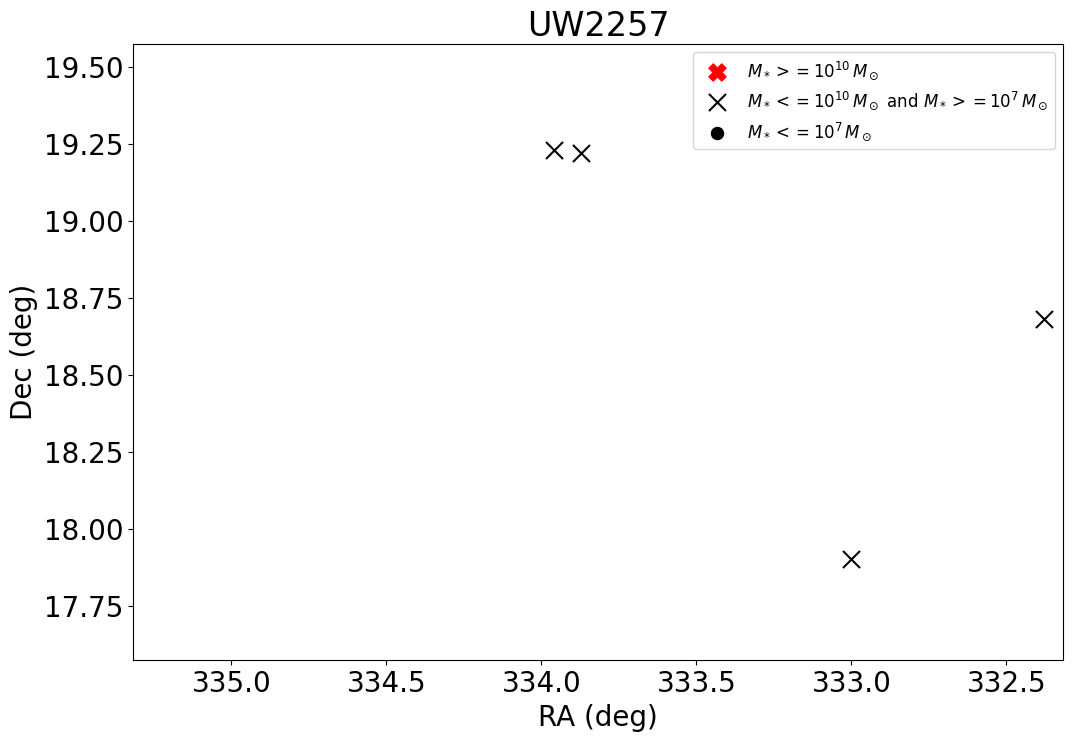 UW2257
19.50
19.25
19.00
18.75
18.50
18.25
18.00
17.75
Dec (deg)
M* >= 10^10 M⊙
M* <= 10^10 M⊙ and M* >= 10^7 M⊙
M* <= 10^7 M⊙
335.0 334.5 334.0 333.5 333.0 332.5
RA (deg)